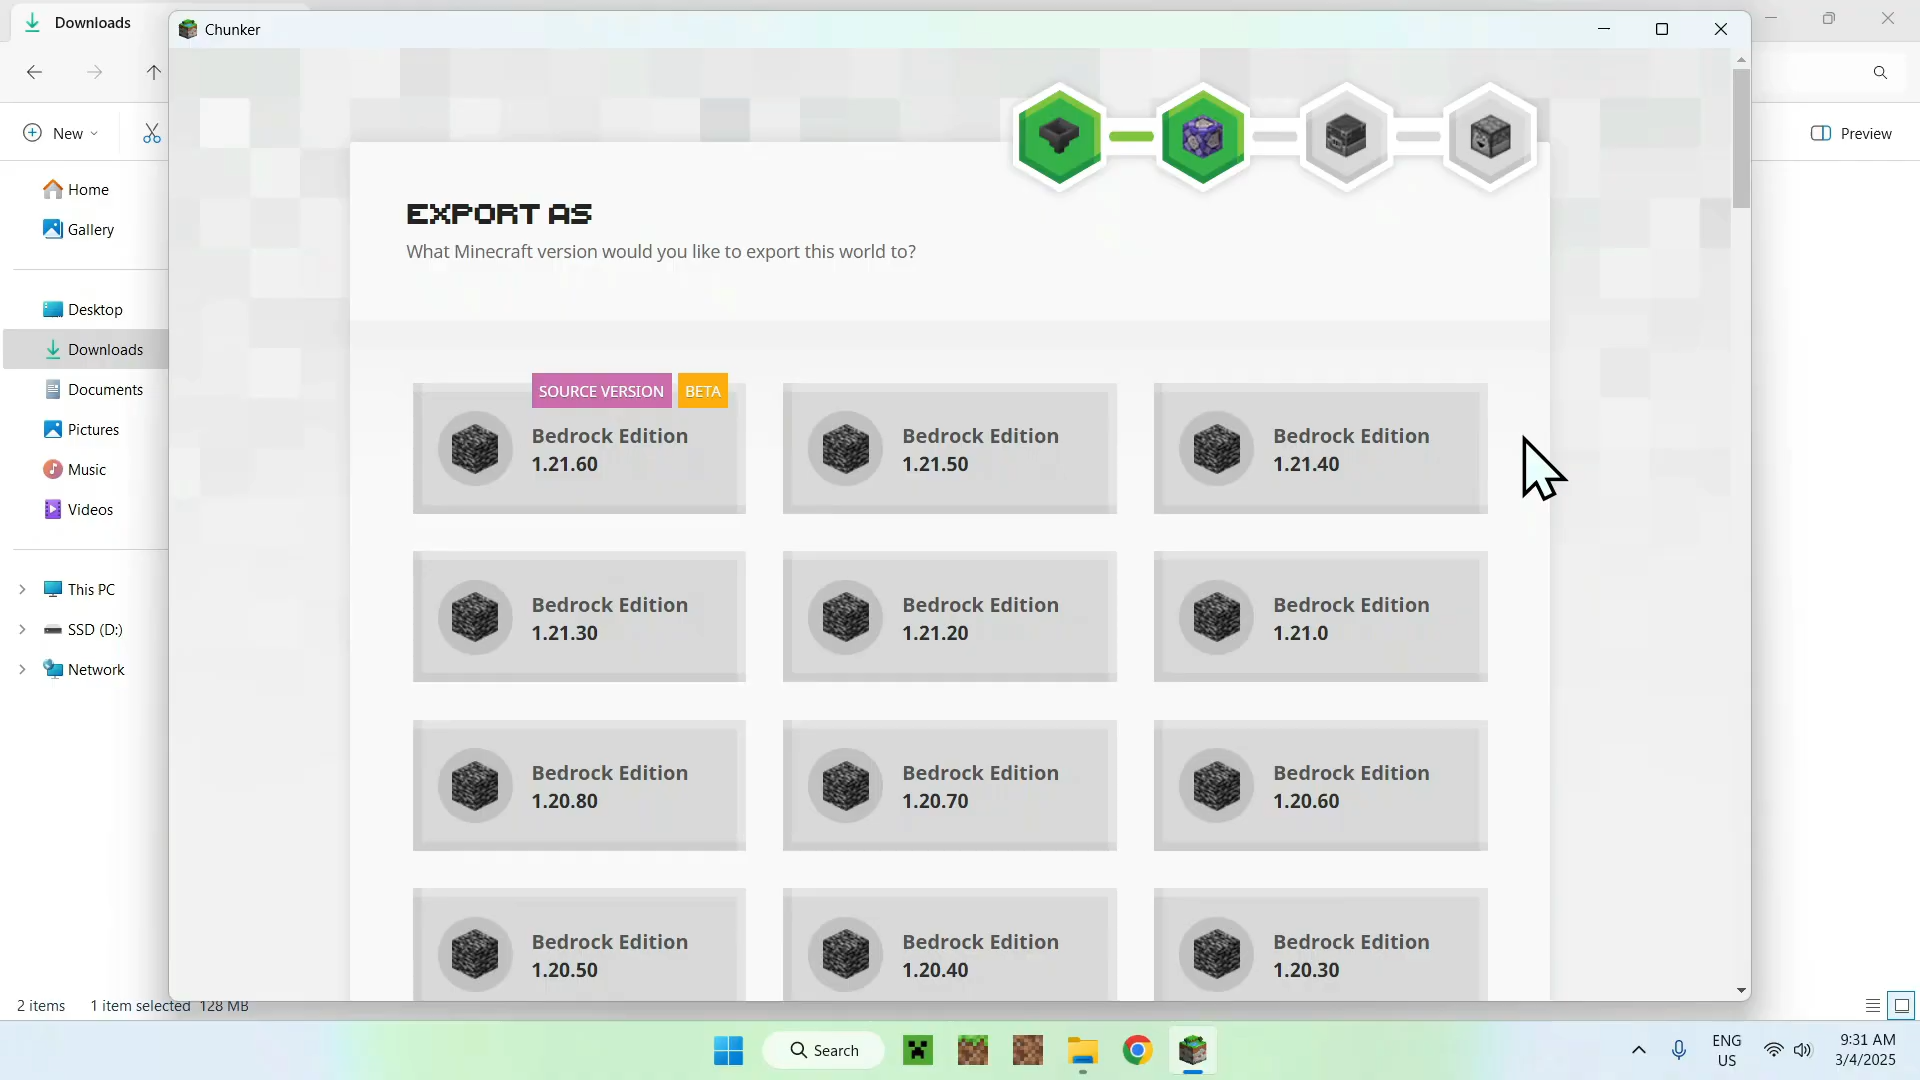 Downloads
Chunker
New
Preview
Home
Gallery
Desktop
Downloads
Documents
Pictures
Music
Videos
This PC
SSD (D:)
Network
EXPORT AS
What Minecraft version would you like to export this world to?
SOURCE VERSION BETA
Bedrock Edition
1.21.60
Bedrock Edition
1.21.50
Bedrock Edition
1.21.40
Bedrock Edition
1.21.30
Bedrock Edition
1.21.20
Bedrock Edition
1.21.0
Bedrock Edition
1.20.80
Bedrock Edition
1.20.70
Bedrock Edition
1.20.60
Bedrock Edition
1.20.50
Bedrock Edition
1.20.40
Bedrock Edition
1.20.30
2 items 1 item selected 128 MB
Search
ENG
US
9:31 AM
3/4/2025